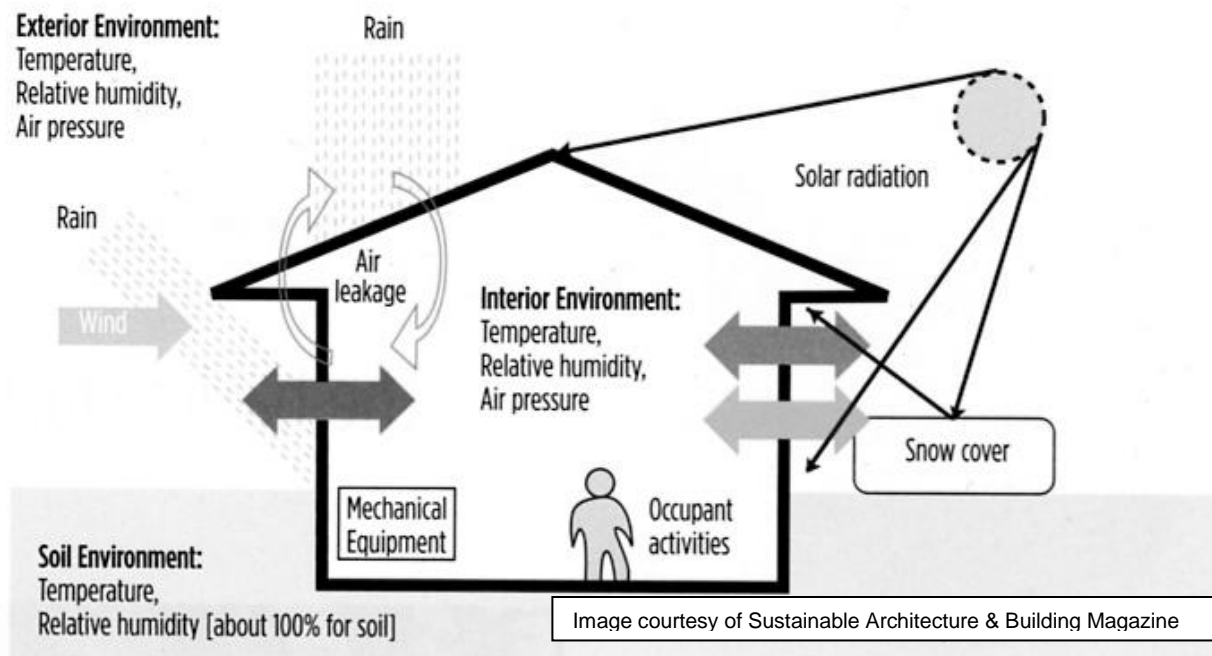 Exterior Environment:
Temperature,
Relative humidity,
Air pressure
Rain
Rain
Wind
Air
leakage
Solar radiation
Interior Environment:
Temperature,
Relative humidity,
Air pressure
Snow cover
Mechanical
Equipment
Occupant
activities
Soil Environment:
Temperature,
Relative humidity [about 100% for soil]
Image courtesy of Sustainable Architecture & Building Magazine